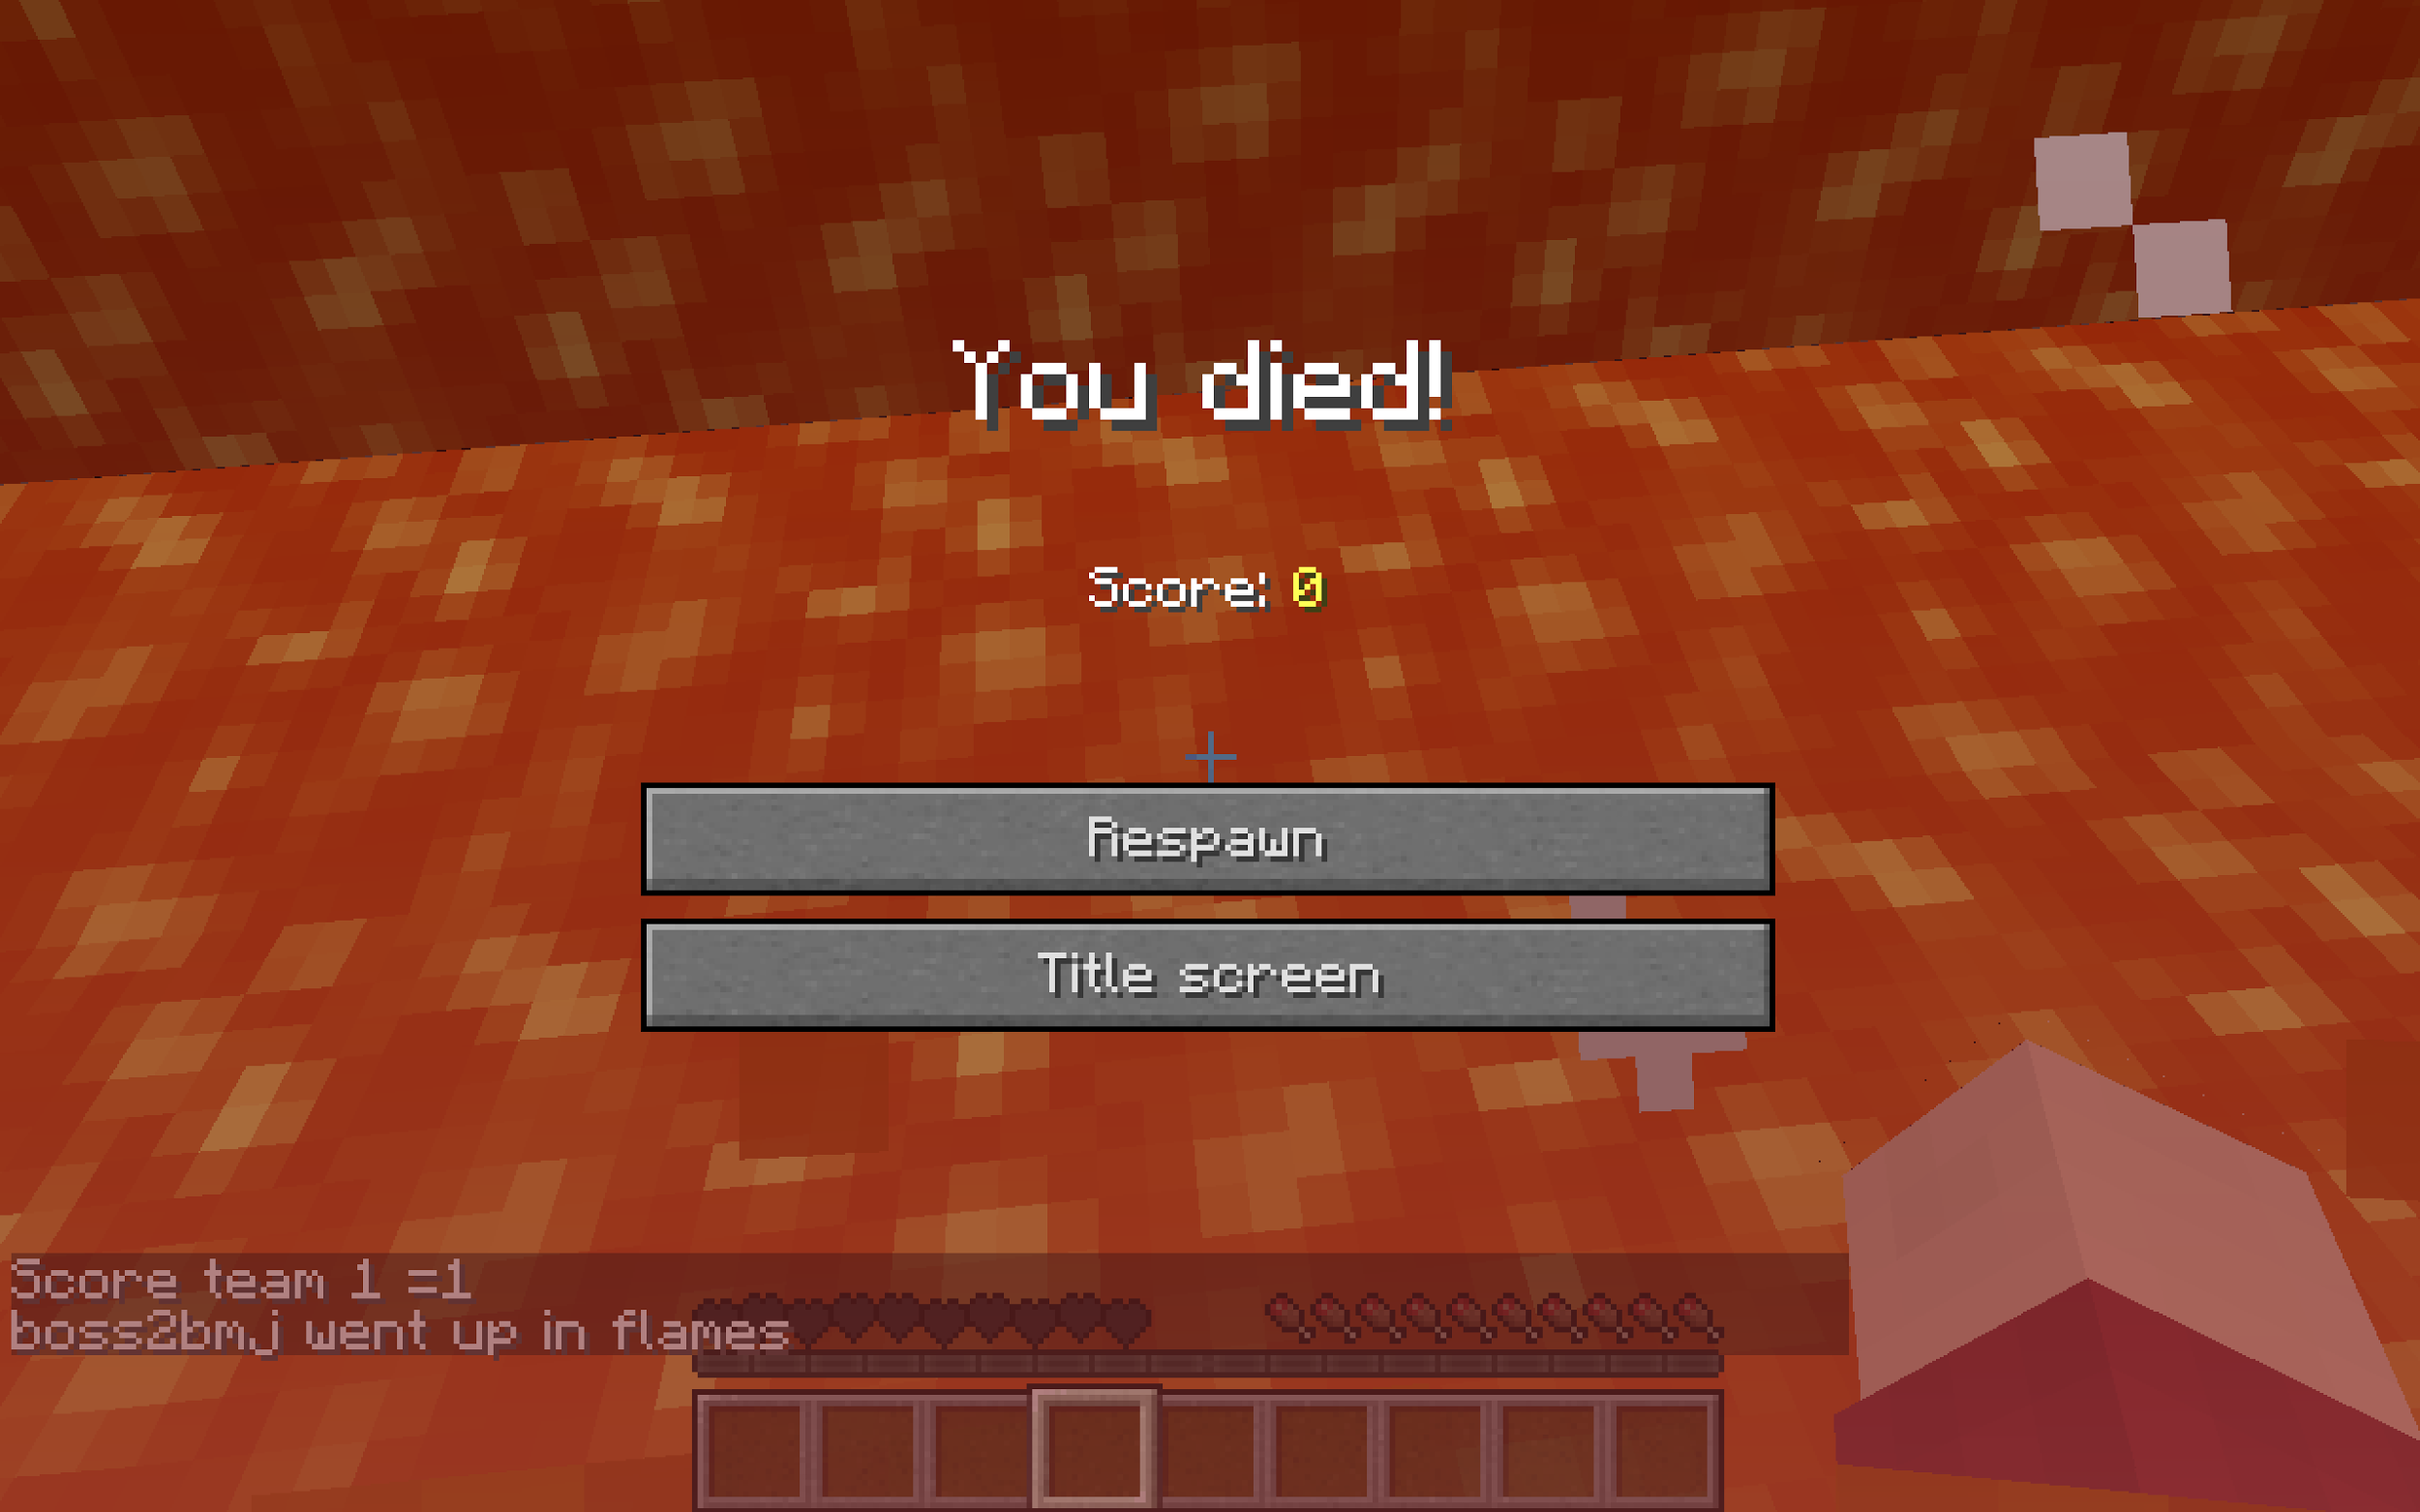 You died!
Score: 0
Respawn
Title screen
Score team 1 =1
boss2bmj went up in flames